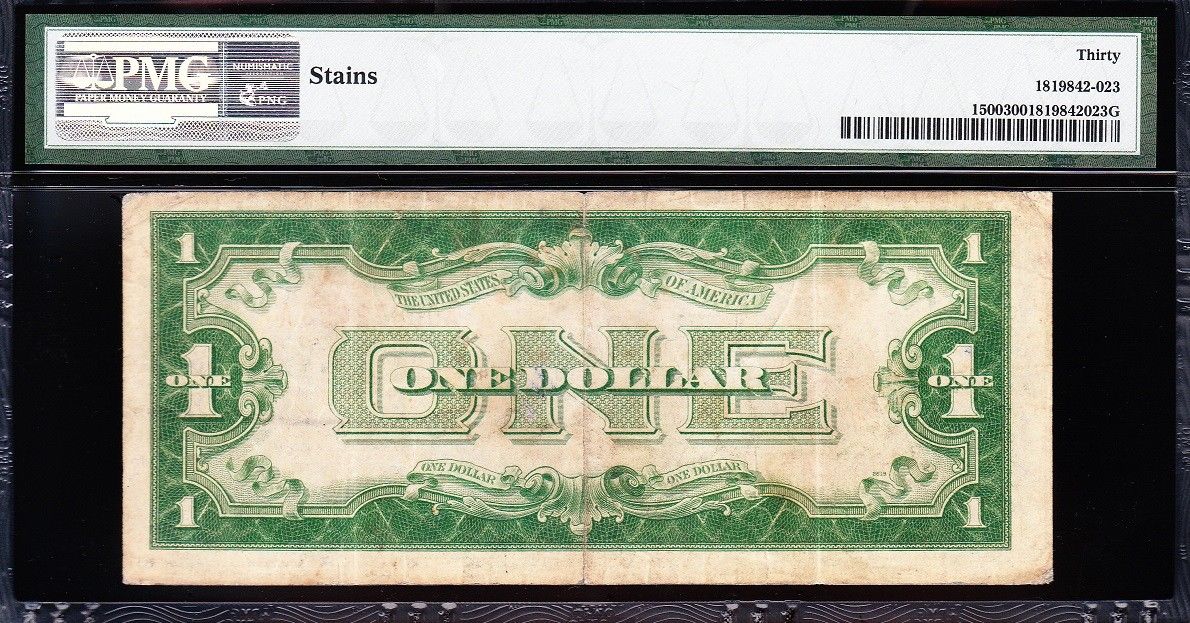 PMG
PAPER MONEY GUARANTY
NUMISMATIC
PNG
Stains
Thirty
1819842-023
15003001819842023G
1
1
THE UNITED STATES
OF AMERICA
ONE
1
ONE
ONE DOLLAR
1
ONE
ONE DOLLAR
ONE DOLLAR
1
1